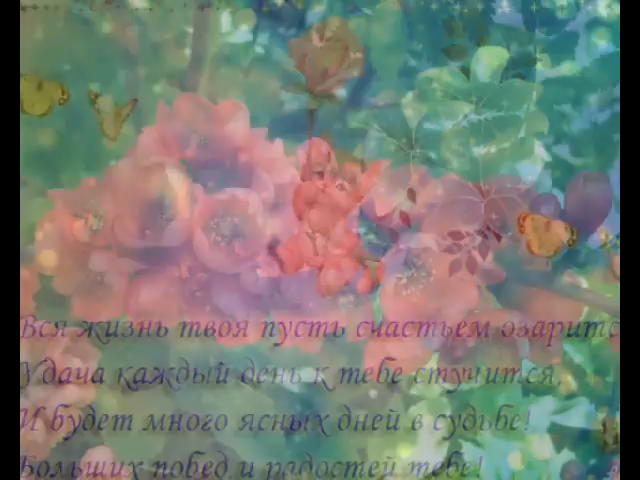 Вся жизнь твоя пусть счастьем озаритс
Удача каждый день к тебе стучится,
И будет много ясных дней в судьбе!
Больших побед и радостей тебе!